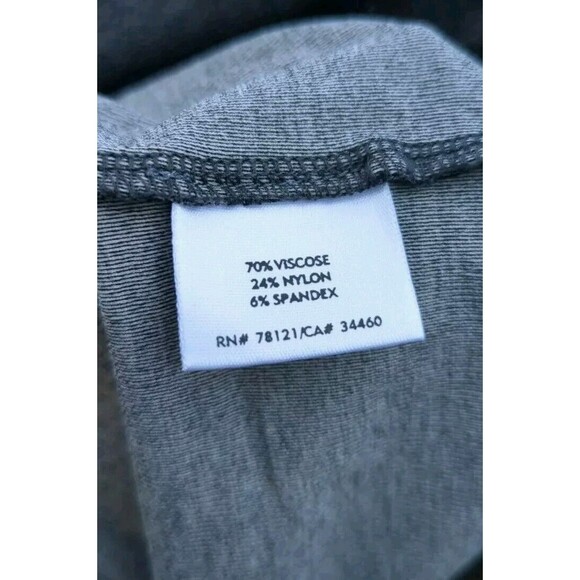 70% VISCOSE
24% NYLON
6% SPANDEX
RN# 78121/CA# 34460